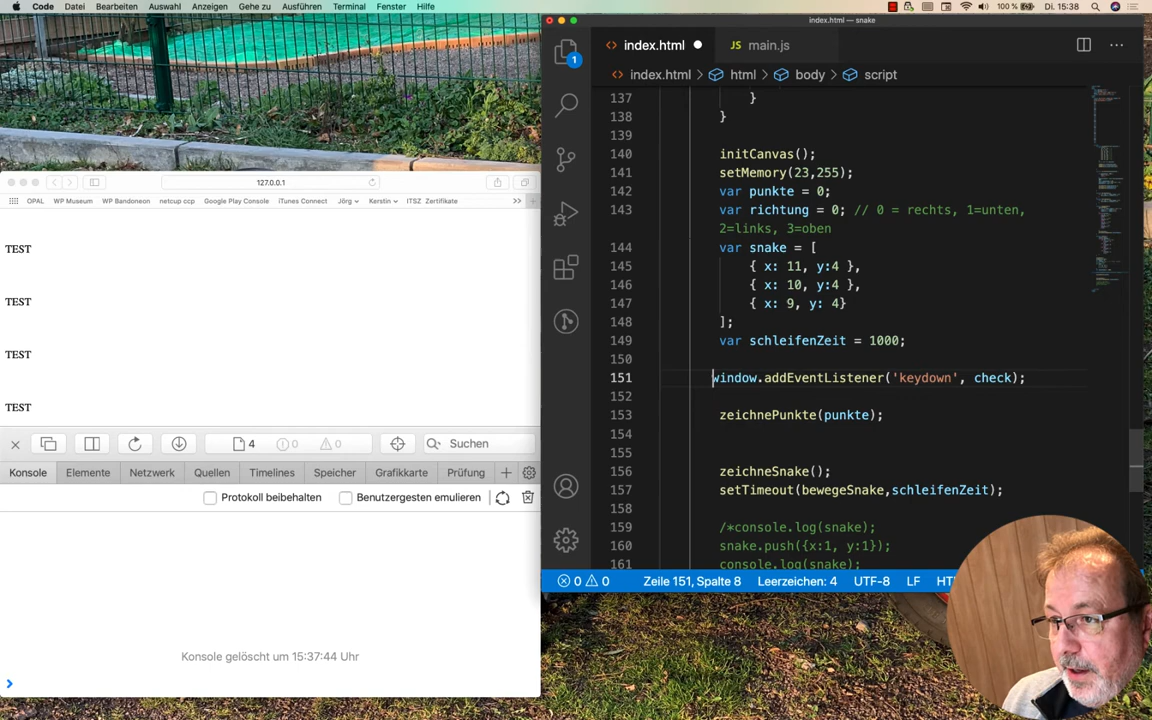 Code Datei Bearbeiten Auswahl Anzeigen Gehe zu Ausführen Terminal Fenster Hilfe 100 % Di. 15:38
index.html — snake
index.html JS main.js
index.html > html > body > script
1
137 }
138 }
139
140 initCanvas();
141 setMemory(23,255);
142 var punkte = 0;
143 var richtung = 0; // 0 = rechts, 1=unten,
2=links, 3=oben
144 var snake = [
145 { x: 11, y:4 },
146 { x: 10, y:4 },
147 { x: 9, y: 4}
148 ];
149 var schleifenZeit = 1000;
150
151 window.addEventListener('keydown', check);
152
153 zeichnePunkte(punkte);
154
155
156 zeichneSnake();
157 setTimeout(bewegeSnake,schleifenZeit);
158
159 /*console.log(snake);
160 snake.push({x:1, y:1});
161 console.log(snake);
0 0 Zeile 151, Spalte 8 Leerzeichen: 4 UTF-8 LF
127.0.0.1
OPAL WP Museum WP Bandoneon netcup ccp Google Play Console iTunes Connect Jörg Kerstin ITSZ Zertifikate >>
TEST
TEST
TEST
TEST
4 0 0 Suchen
Konsole Elemente Netzwerk Quellen Timelines Speicher Grafikkarte Prüfung
Protokoll beibehalten Benutzergesten emulieren
Konsole gelöscht um 15:37:44 Uhr